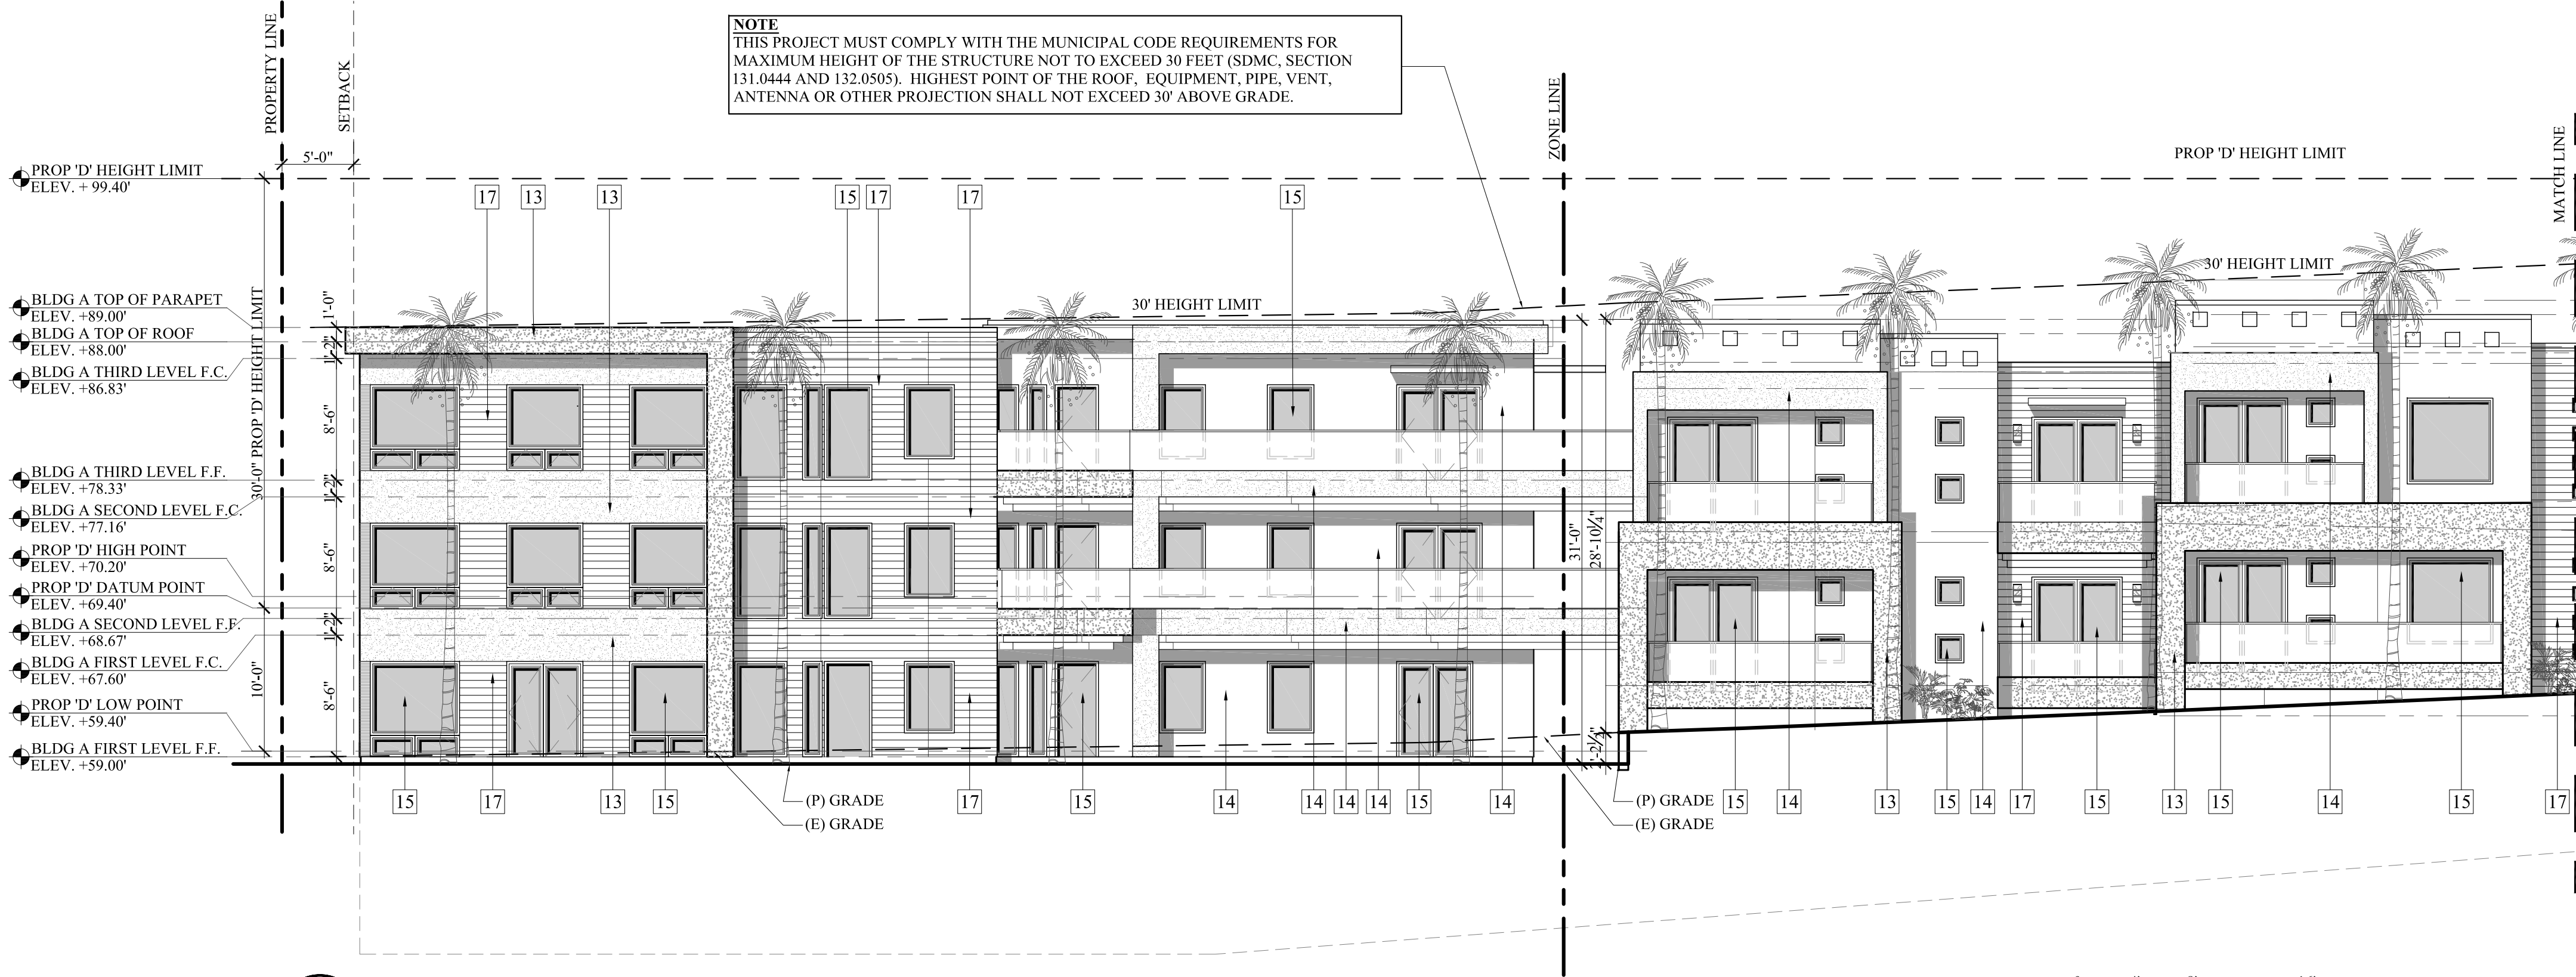 NOTE
THIS PROJECT MUST COMPLY WITH THE MUNICIPAL CODE REQUIREMENTS FOR
MAXIMUM HEIGHT OF THE STRUCTURE NOT TO EXCEED 30 FEET (SDMC, SECTION
131.0444 AND 132.0505). HIGHEST POINT OF THE ROOF, EQUIPMENT, PIPE, VENT,
ANTENNA OR OTHER PROJECTION SHALL NOT EXCEED 30' ABOVE GRADE.
PROPERTY LINE
SETBACK
5'-0"
ZONE LINE
MATCH LINE
PROP 'D' HEIGHT LIMIT
PROP 'D' HEIGHT LIMIT
ELEV. + 99.40'
17
13
13
15
17
17
15
30' HEIGHT LIMIT
30' HEIGHT LIMIT
BLDG A TOP OF PARAPET
ELEV. +89.00'
BLDG A TOP OF ROOF
ELEV. +88.00'
BLDG A THIRD LEVEL F.C.
ELEV. +86.83'
BLDG A THIRD LEVEL F.F.
ELEV. +78.33'
BLDG A SECOND LEVEL F.C.
ELEV. +77.16'
PROP 'D' HIGH POINT
ELEV. +70.20'
PROP 'D' DATUM POINT
ELEV. +69.40'
BLDG A SECOND LEVEL F.F.
ELEV. +68.67'
BLDG A FIRST LEVEL F.C.
ELEV. +67.60'
PROP 'D' LOW POINT
ELEV. +59.40'
BLDG A FIRST LEVEL F.F.
ELEV. +59.00'
30'-0" PROP 'D' HEIGHT LIMIT
10'-0"
1'-0"
1'-2"
8'-6"
1'-2"
8'-6"
1'-2"
8'-6"
31'-0"
28'-10¼"
2'-2½"
15
17
13
15
(P) GRADE
(E) GRADE
17
15
14
14
14
14
15
14
(P) GRADE
(E) GRADE
15
14
13
15
14
17
15
13
15
14
15
17